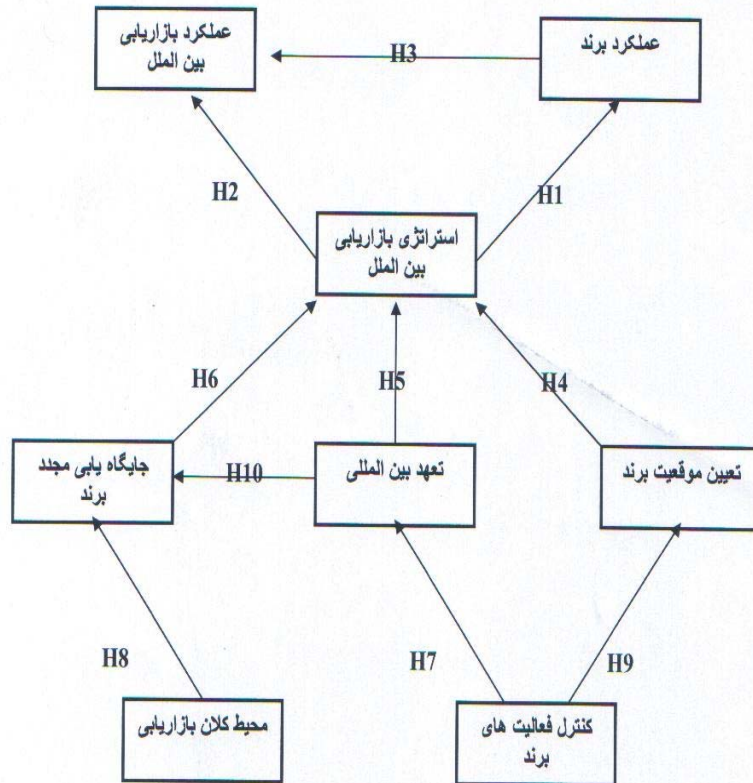 عملکرد برند
عملکرد بازاریابی
بین الملل
H3
H2
H1
استراتژی بازاریابی
بین الملل
H6
H5
H4
تعیین موقعیت برند
تعهد بین المللی
جایگاه یابی مجدد
برند
H10
H8
H7
H9
محیط کلان بازاریابی
کنترل فعالیت های
برند